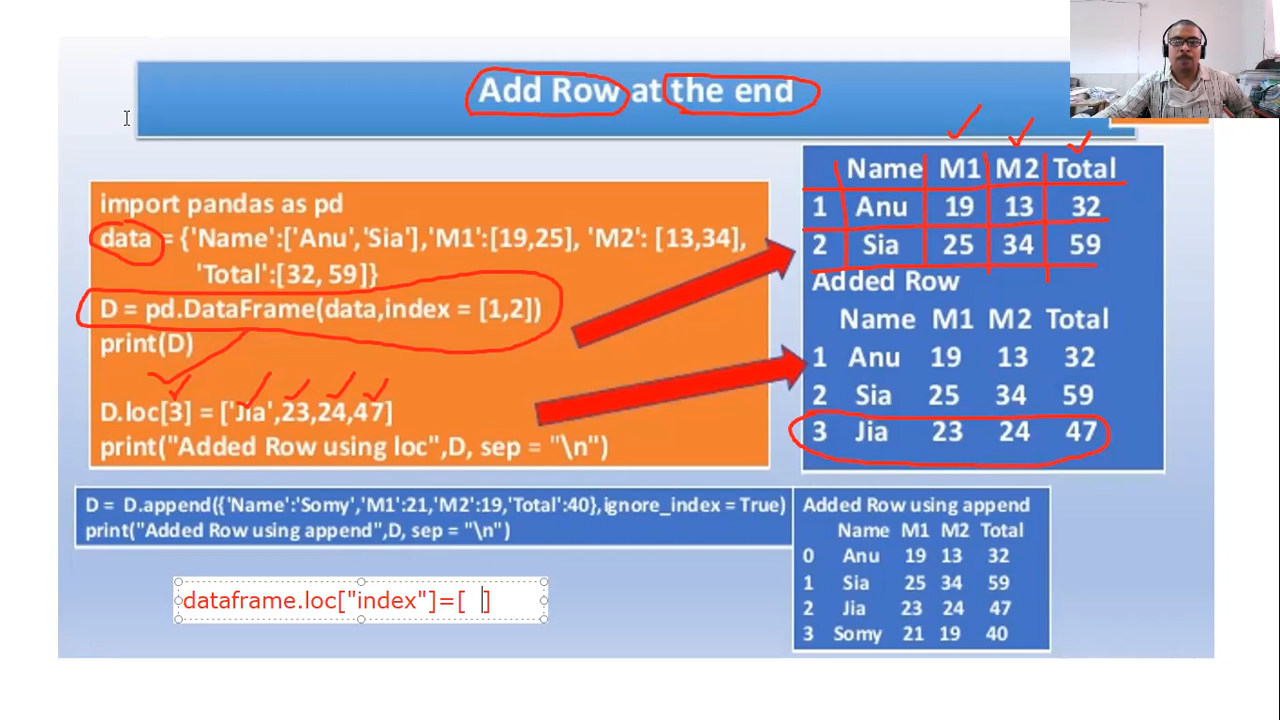 Add Row at the end
import pandas as pd
data = {'Name':['Anu','Sia'],'M1':[19,25], 'M2': [13,34],
'Total':[32, 59]}
D = pd.DataFrame(data,index = [1,2])
print(D)
D.loc[3] = ['Jia',23,24,47]
print("Added Row using loc",D, sep = "\n")
Name M1 M2 Total
1 Anu 19 13 32
2 Sia 25 34 59
Added Row
Name M1 M2 Total
1 Anu 19 13 32
2 Sia 25 34 59
3 Jia 23 24 47
D = D.append({'Name':'Somy','M1':21,'M2':19,'Total':40},ignore_index = True)
print("Added Row using append",D, sep = "\n")
Added Row using append
Name M1 M2 Total
0 Anu 19 13 32
1 Sia 25 34 59
2 Jia 23 24 47
3 Somy 21 19 40
dataframe.loc["index"]=[ ]